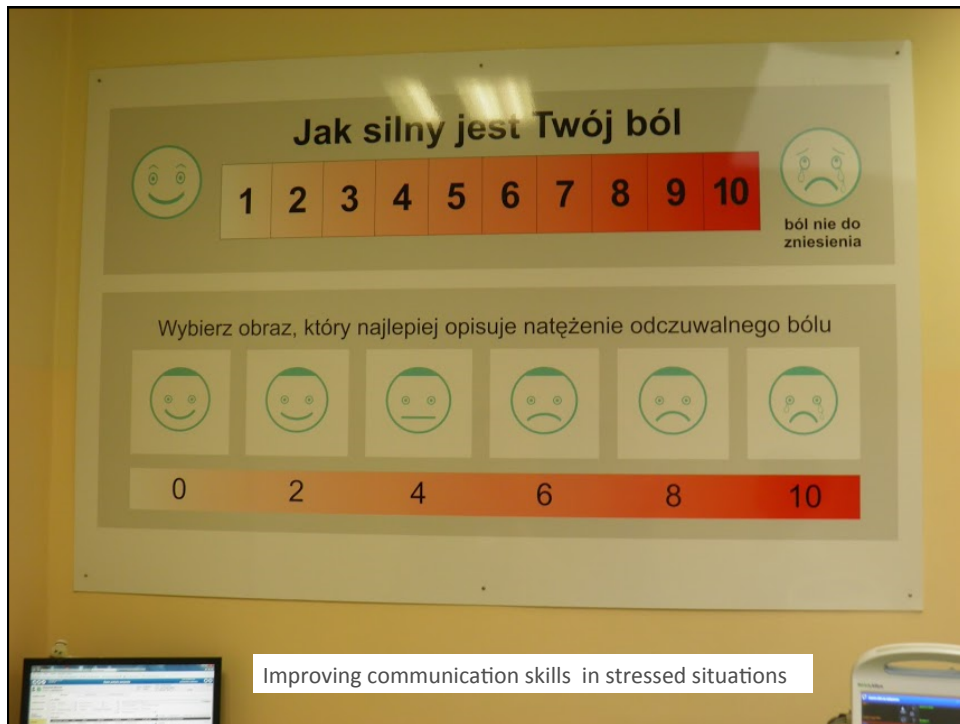 Jak silny jest Twój ból
1 2 3 4 5 6 7 8 9 10
ból nie do
zniesienia
Wybierz obraz, który najlepiej opisuje natężenie odczuwalnego bólu
0 2 4 6 8 10
Improving communication skills in stressed situations